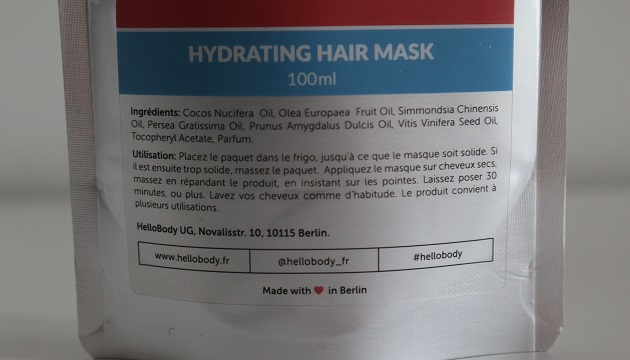 HYDRATING HAIR MASK
100ml
Ingrédients: Cocos Nucifera Oil, Olea Europaea Fruit Oil, Simmondsia Chinensis
Oil, Persea Gratissima Oil, Prunus Amygdalus Dulcis Oil, Vitis Vinifera Seed Oil,
Tocopheryl Acetate, Parfum.
Utilisation: Placez le paquet dans le frigo, jusqu'à ce que le masque soit solide. Si
il est ensuite trop solide, massez le paquet. Appliquez le masque sur cheveux secs,
massez en répandant le produit, en insistant sur les pointes. Laissez poser 30
minutes, ou plus. Lavez vos cheveux comme d'habitude. Le produit convient à
plusieurs utilisations.
HelloBody UG, Novalisstr. 10, 10115 Berlin.
www.hellobody.fr @hellobody_fr #hellobody
Made with ♥ in Berlin